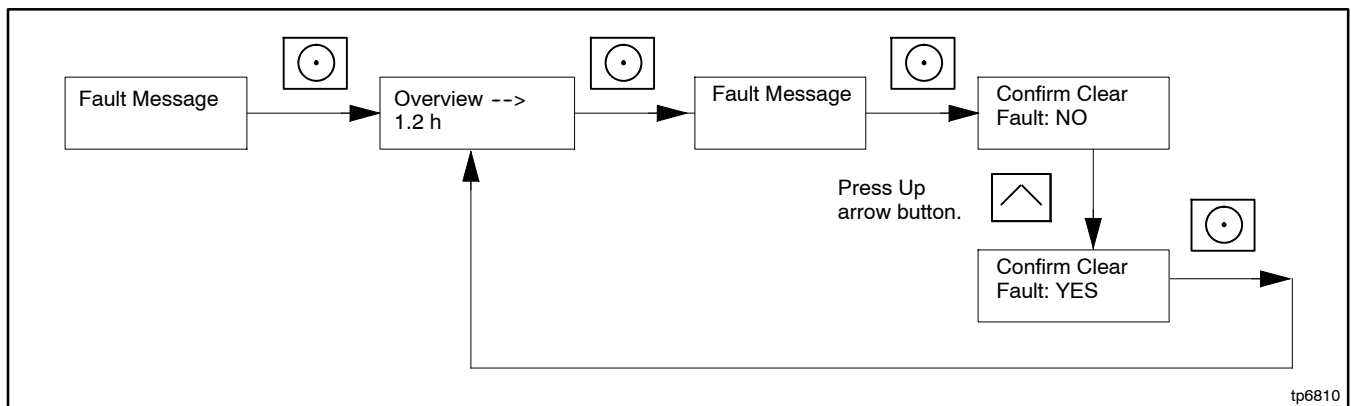 Fault Message
Overview -->
1.2 h
Fault Message
Confirm Clear
Fault: NO
Press Up
arrow button.
Confirm Clear
Fault: YES
tp6810